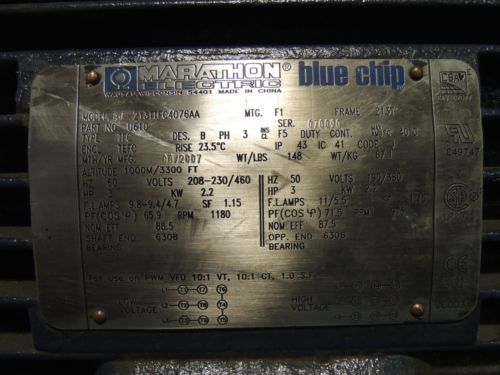 MARATHON® blue chip
ELECTRIC
WAUSAU, WISCONSIN 54401 MADE IN CHINA
MODEL 213TTFC4076AA MTG. F1 FRAME 213T
PART NO. U610 SER.
TYPE TFC DES. B PH 3 INS F5 DUTY CONT.
ENCL TEFC RISE 23.5°C IP 43 IC 41 CODE J
MTH/YR MFG 08/2007 WT/LBS 148 WT/KG 67.1
ALTITUDE 1000M/3300 FT
HZ VOLTS 208-230/460 HZ 50 VOLTS 190/380
HP 3 KW 2.2 HP 3 KW 2.2
F.L.AMPS 9.8-9.4/4.7 SF 1.15 F.L.AMPS 11/5.5
PF(COS φ) 65.9 RPM 1180 PF(COS φ) 71.5
NOM EFF 88.5 NOM EFF 87.5
SHAFT END 6308 OPP. END 6306
BEARING BEARING
For use on PWM VFD 10:1 VT, 10:1 CT, 1.0 S.F.
LOW VOLTAGE HIGH VOLTAGE
E49747